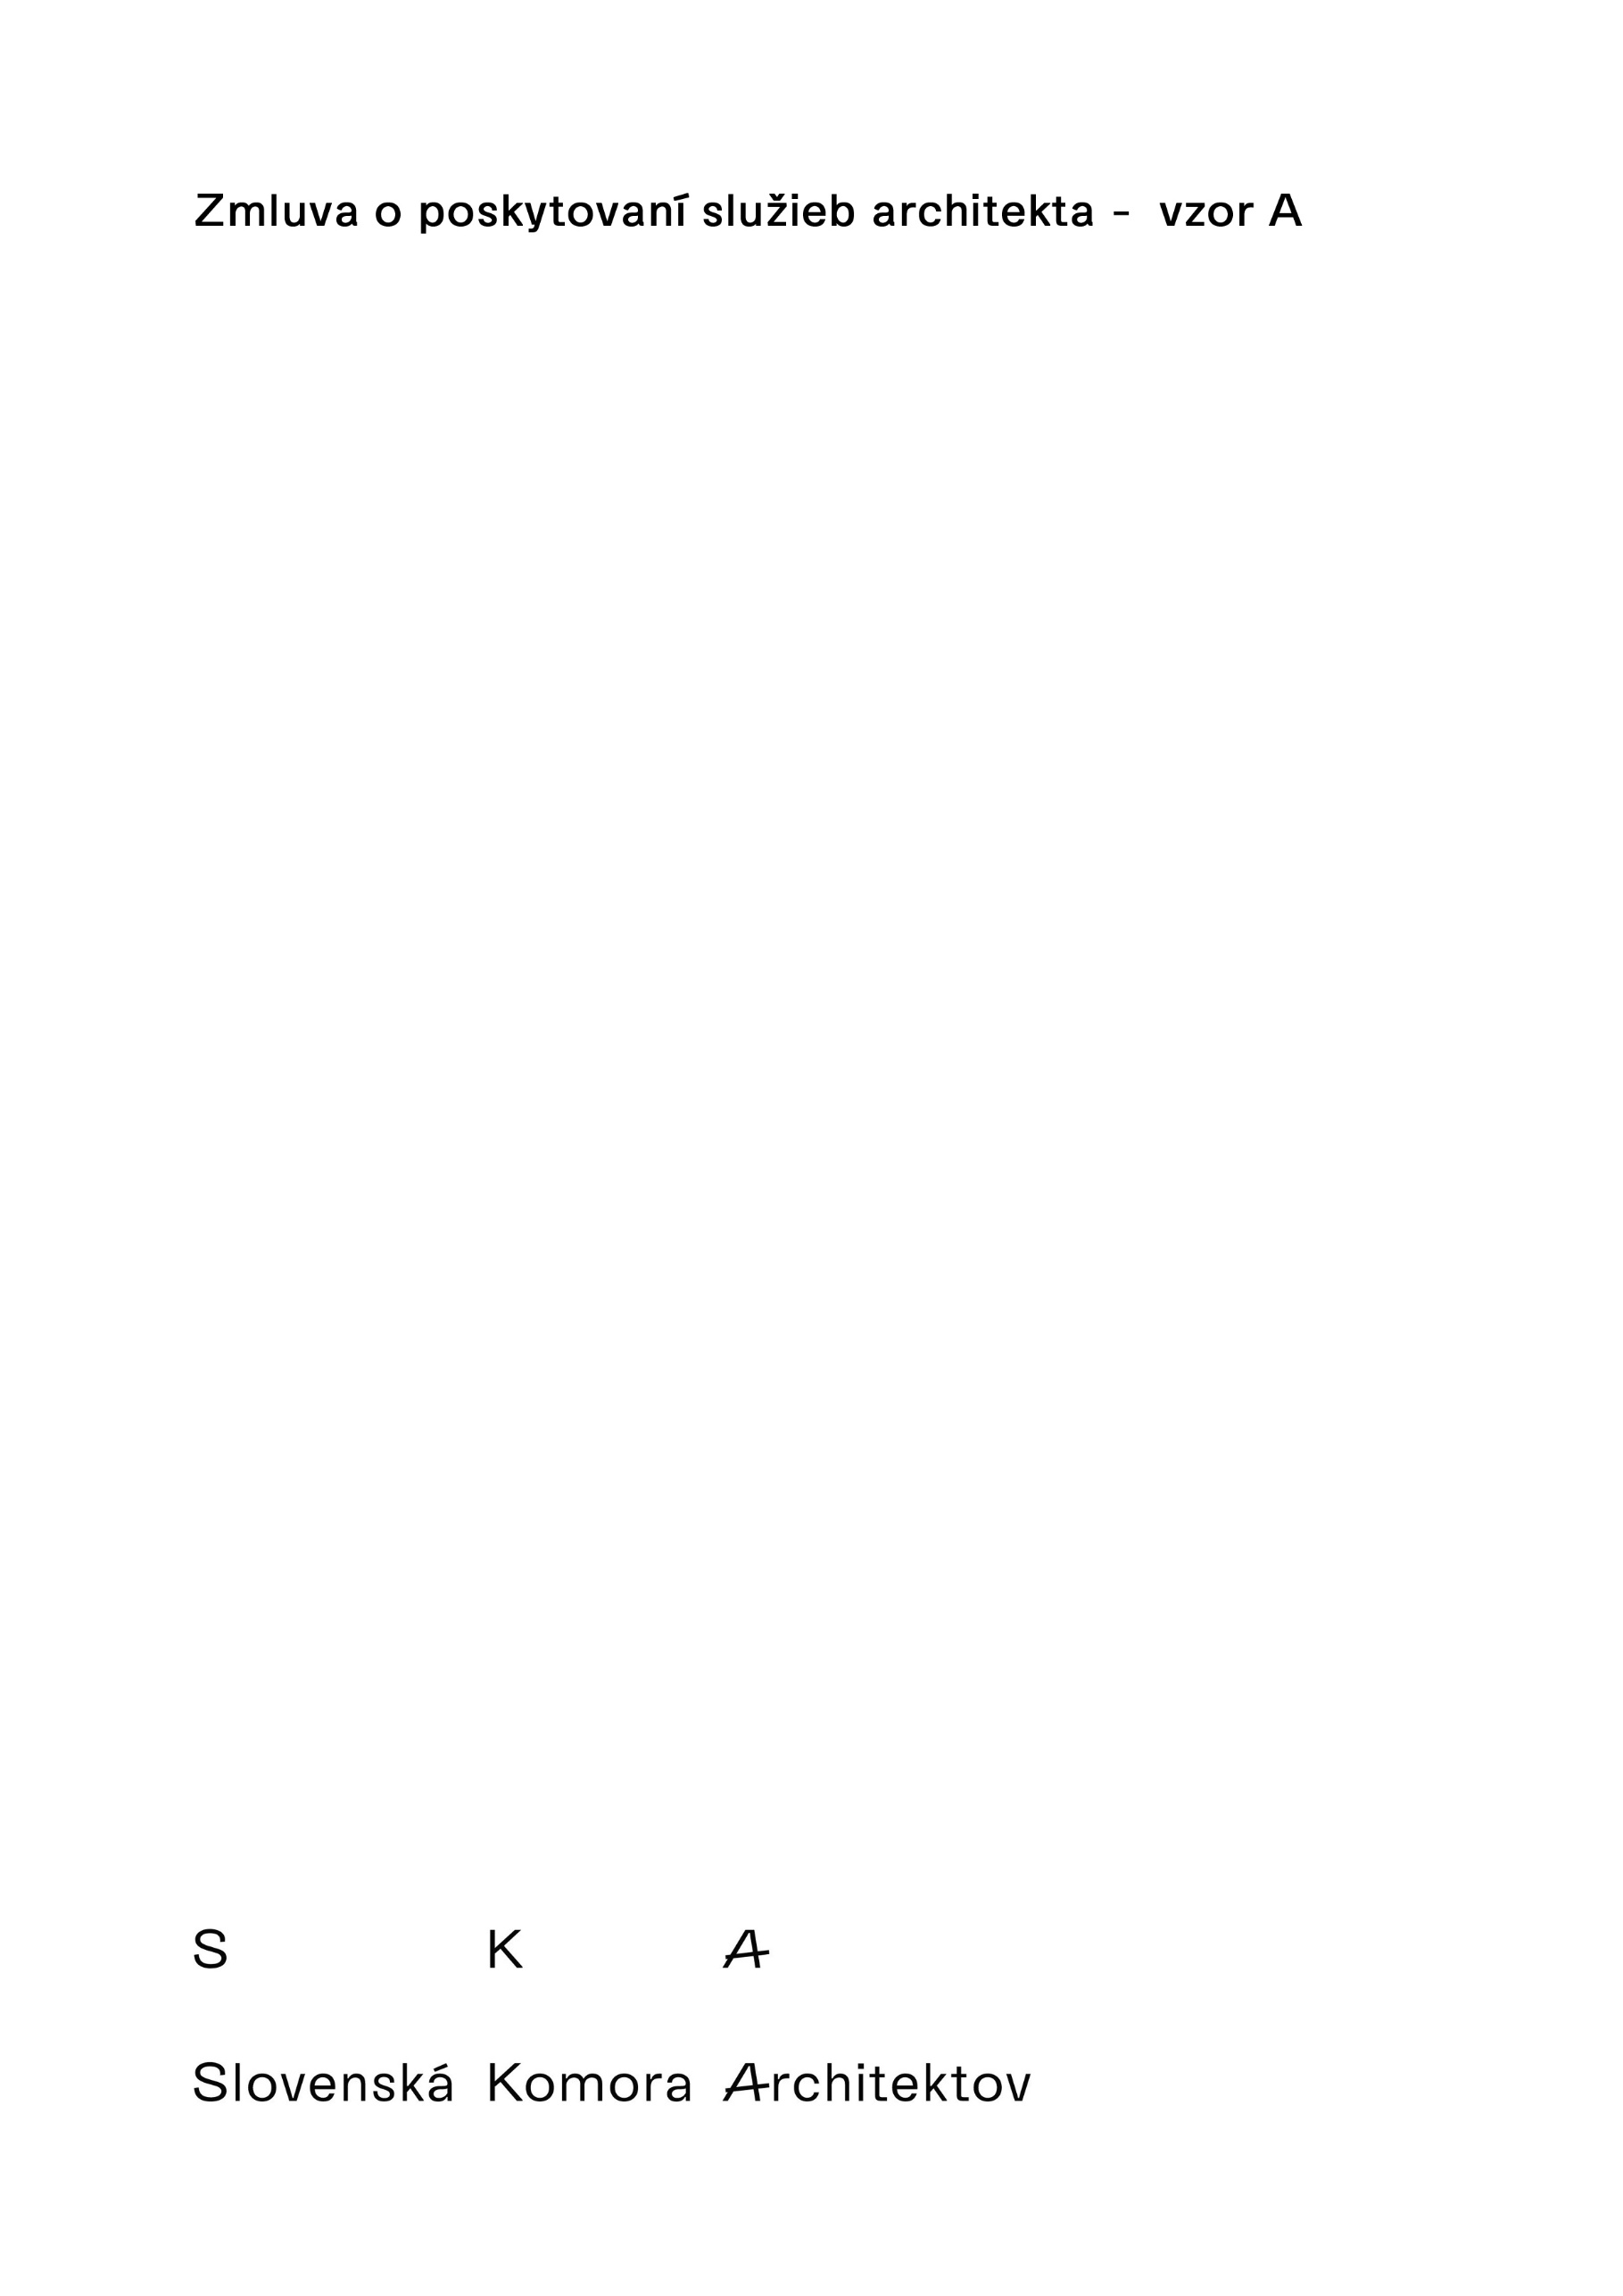 Zmluva o poskytovaní služieb architekta - vzor A
S K A
Slovenská Komora Architektov